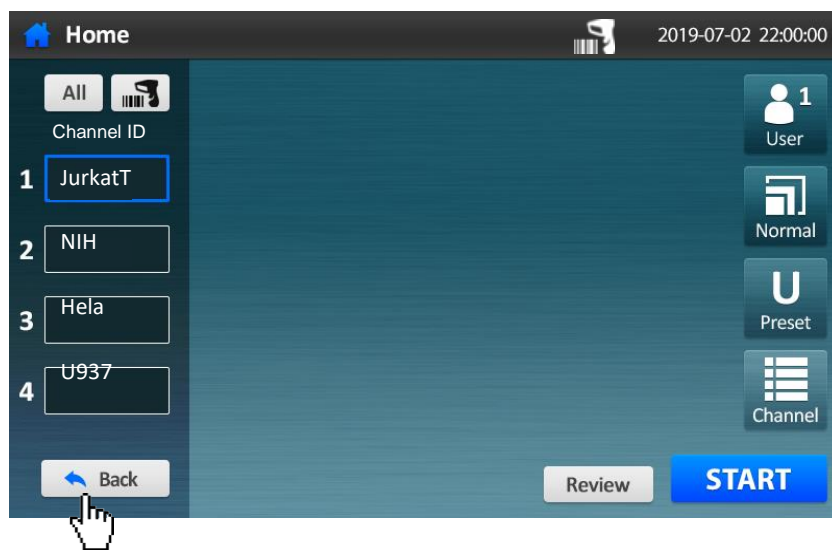 Home
2019-07-02 22:00:00
All
Channel ID
1 JurkatT
2 NIH
3 Hela
4 U937
Back
1
User
Normal
U
Preset
Channel
Review
START